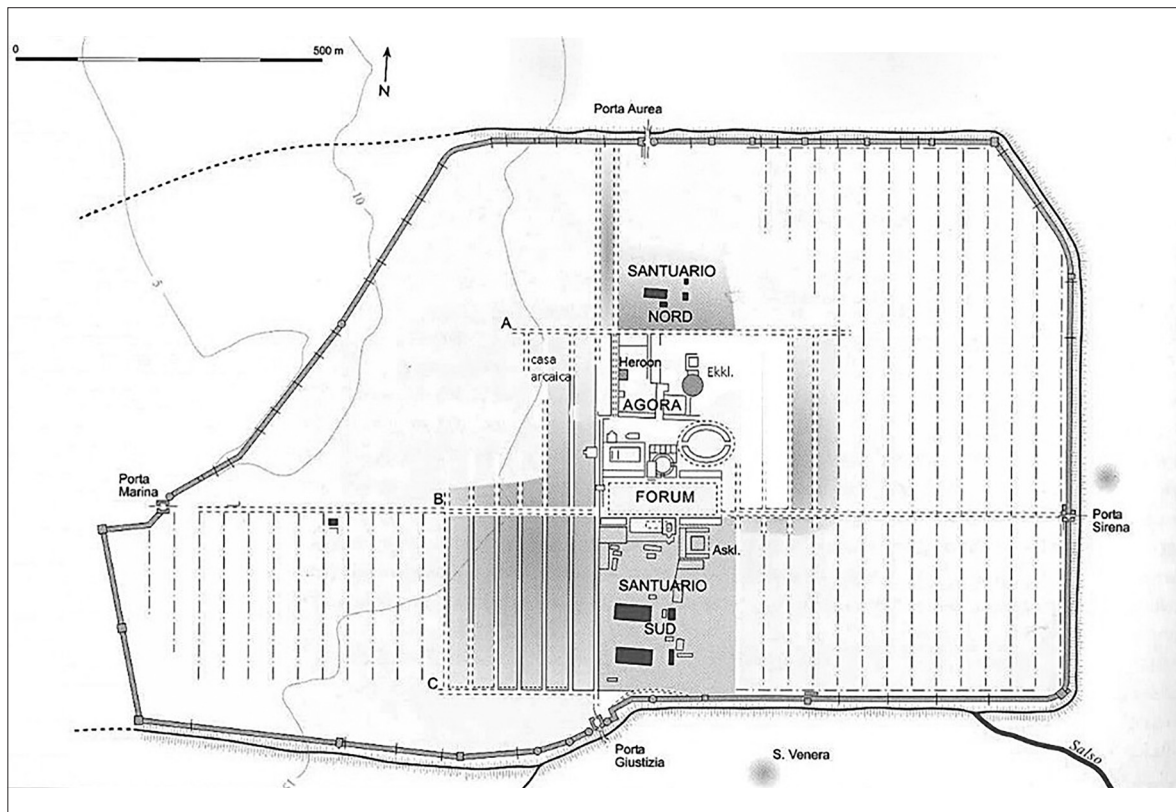 0 500 m
N
Porta Aurea
10
5
SANTUARIO
NORD
A
casa
arcaica
Heroon
Ekkl.
AGORA
Porta
Marina
B
FORUM
Porta
Sirena
Askl.
SANTUARIO
SUD
C
Porta
Giustizia
15
S. Venera
Salso